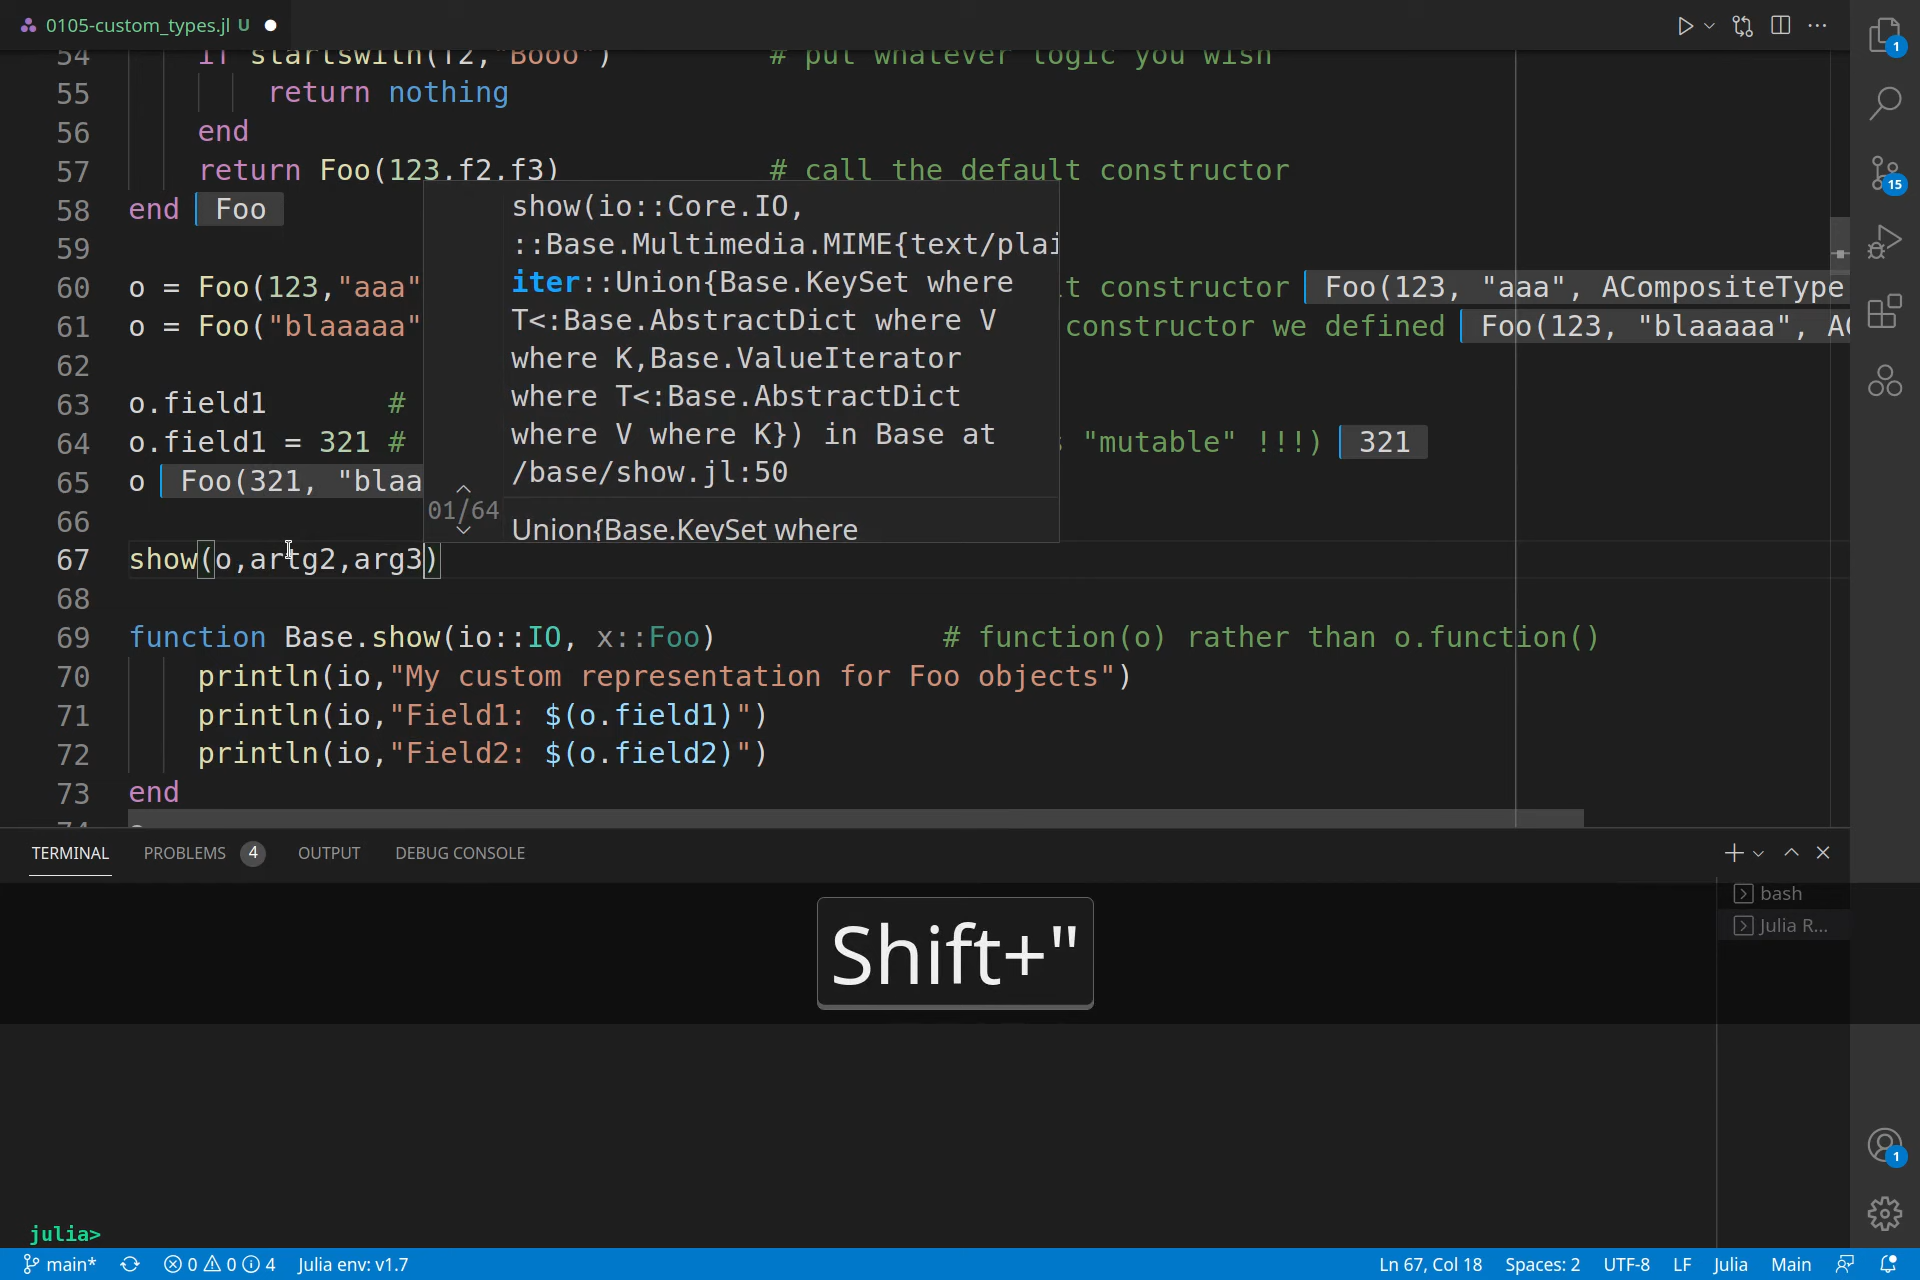 0105-custom_types.jl U
54 if startswith(f2,"Booo") # put whatever logic you wish
55 return nothing
56 end
57 return Foo(123,f2,f3) # call the default constructor
58 end Foo
59
60 o = Foo(123,"aaa" t constructor Foo(123, "aaa", ACompositeType
61 o = Foo("blaaaaa" constructor we defined Foo(123, "blaaaaa", AC
62
63 o.field1 #
64 o.field1 = 321 # "mutable" !!!) 321
65 o Foo(321, "blaa
66
67 show(o,artg2,arg3)
68
69 function Base.show(io::IO, x::Foo) # function(o) rather than o.function()
70 println(io,"My custom representation for Foo objects")
71 println(io,"Field1: $(o.field1)")
72 println(io,"Field2: $(o.field2)")
73 end
show(io::Core.IO,
::Base.Multimedia.MIME{text/plai
iter::Union{Base.KeySet where
T<:Base.AbstractDict where V
where K,Base.ValueIterator
where T<:Base.AbstractDict
where V where K}) in Base at
/base/show.jl:50
01/64
Union{Base.KeySet where
1
15
TERMINAL PROBLEMS 4 OUTPUT DEBUG CONSOLE
bash
Julia R...
Shift+"
1
julia>
main* 0 0 4 Julia env: v1.7 Ln 67, Col 18 Spaces: 2 UTF-8 LF Julia Main